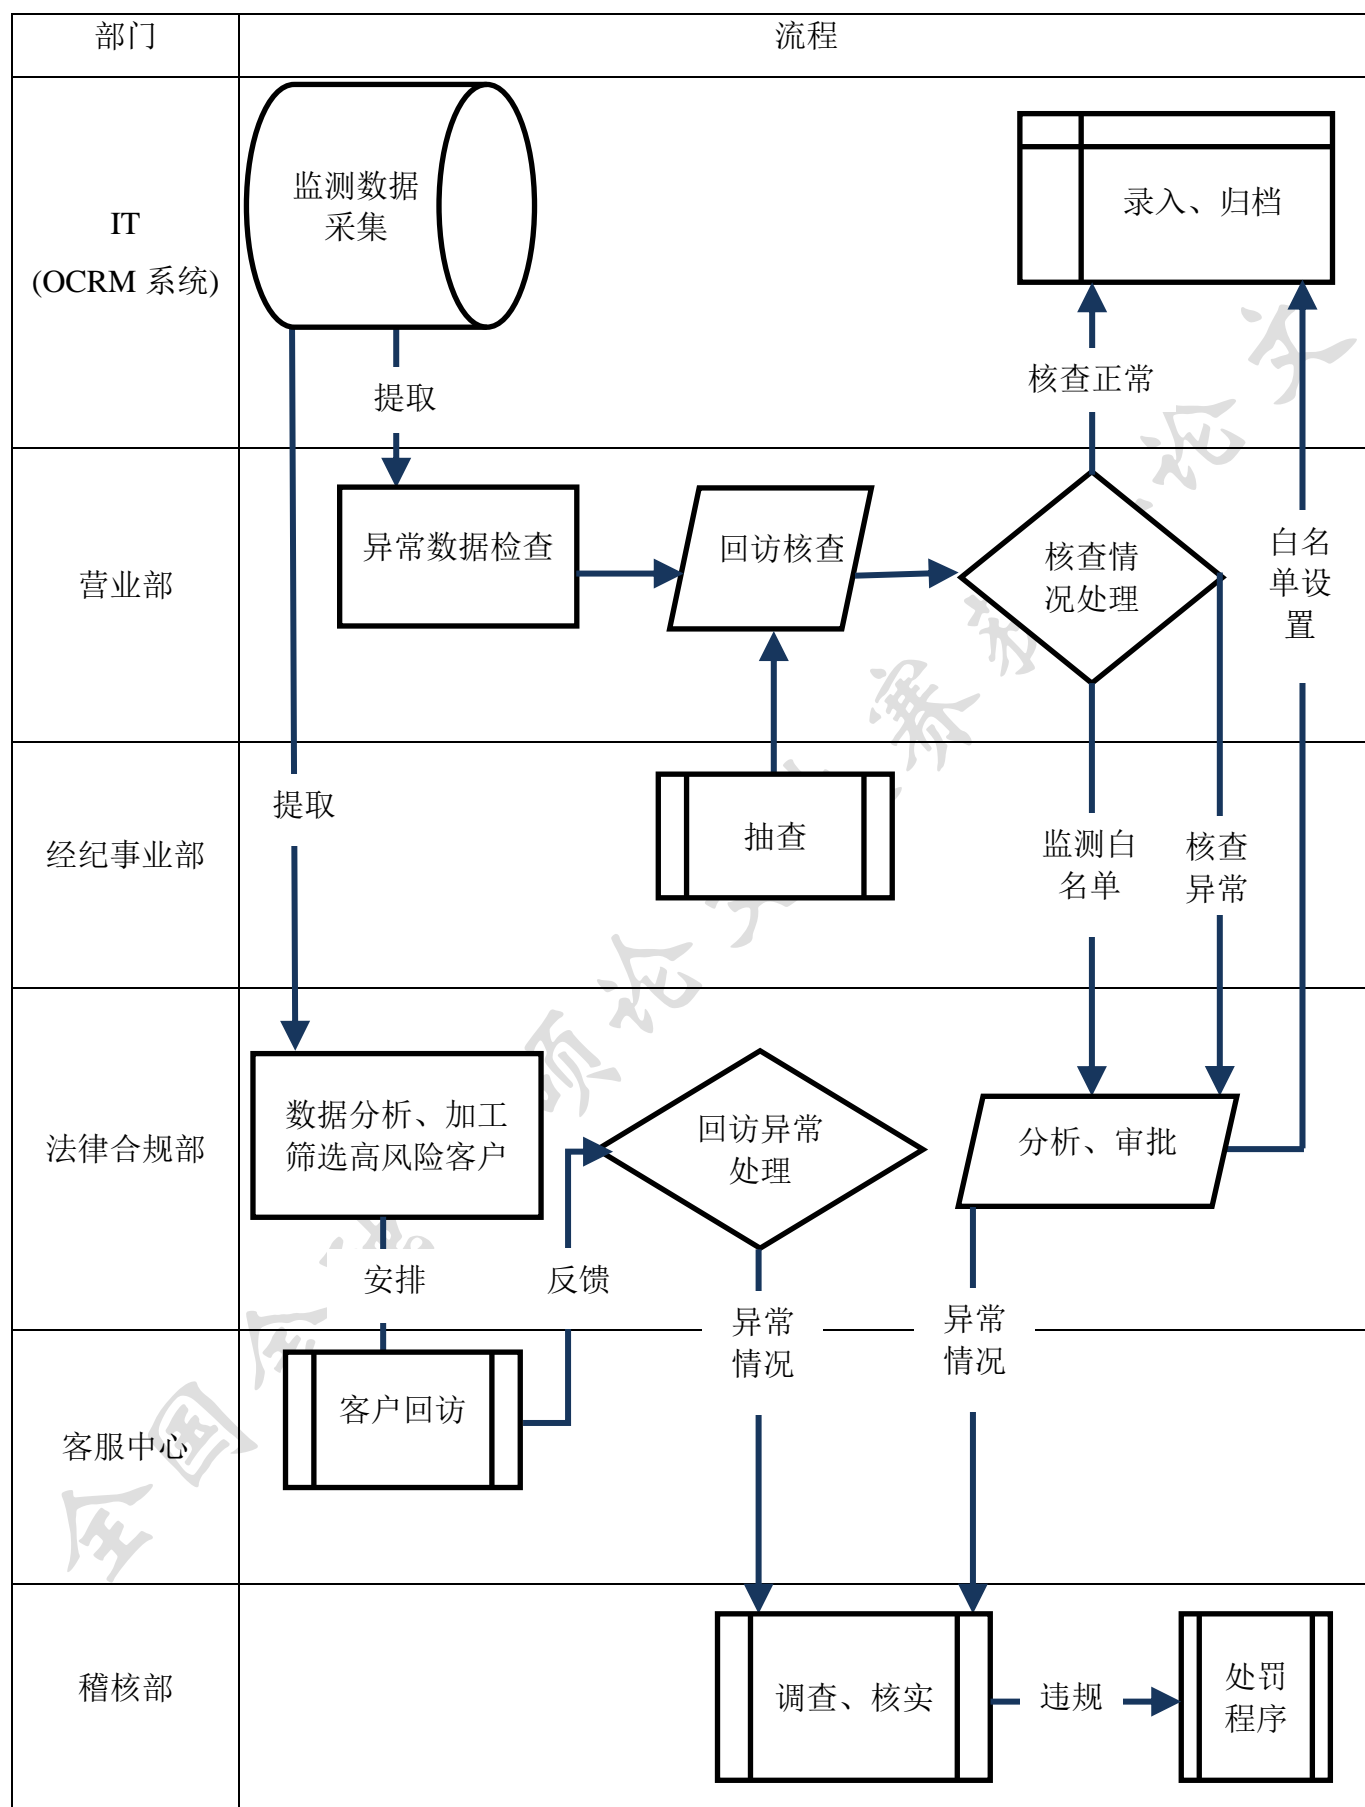 部门
流程
IT
(OCRM 系统)
监测数据
采集
录入、归档
提取
核查正常
营业部
异常数据检查
回访核查
核查情
况处理
白名
单设
置
经纪事业部
提取
抽查
监测白
名单
核查
异常
法律合规部
数据分析、加工
筛选高风险客户
回访异常
处理
分析、审批
安排
反馈
异常
情况
异常
情况
客服中心
客户回访
稽核部
调查、核实
违规
处罚
程序